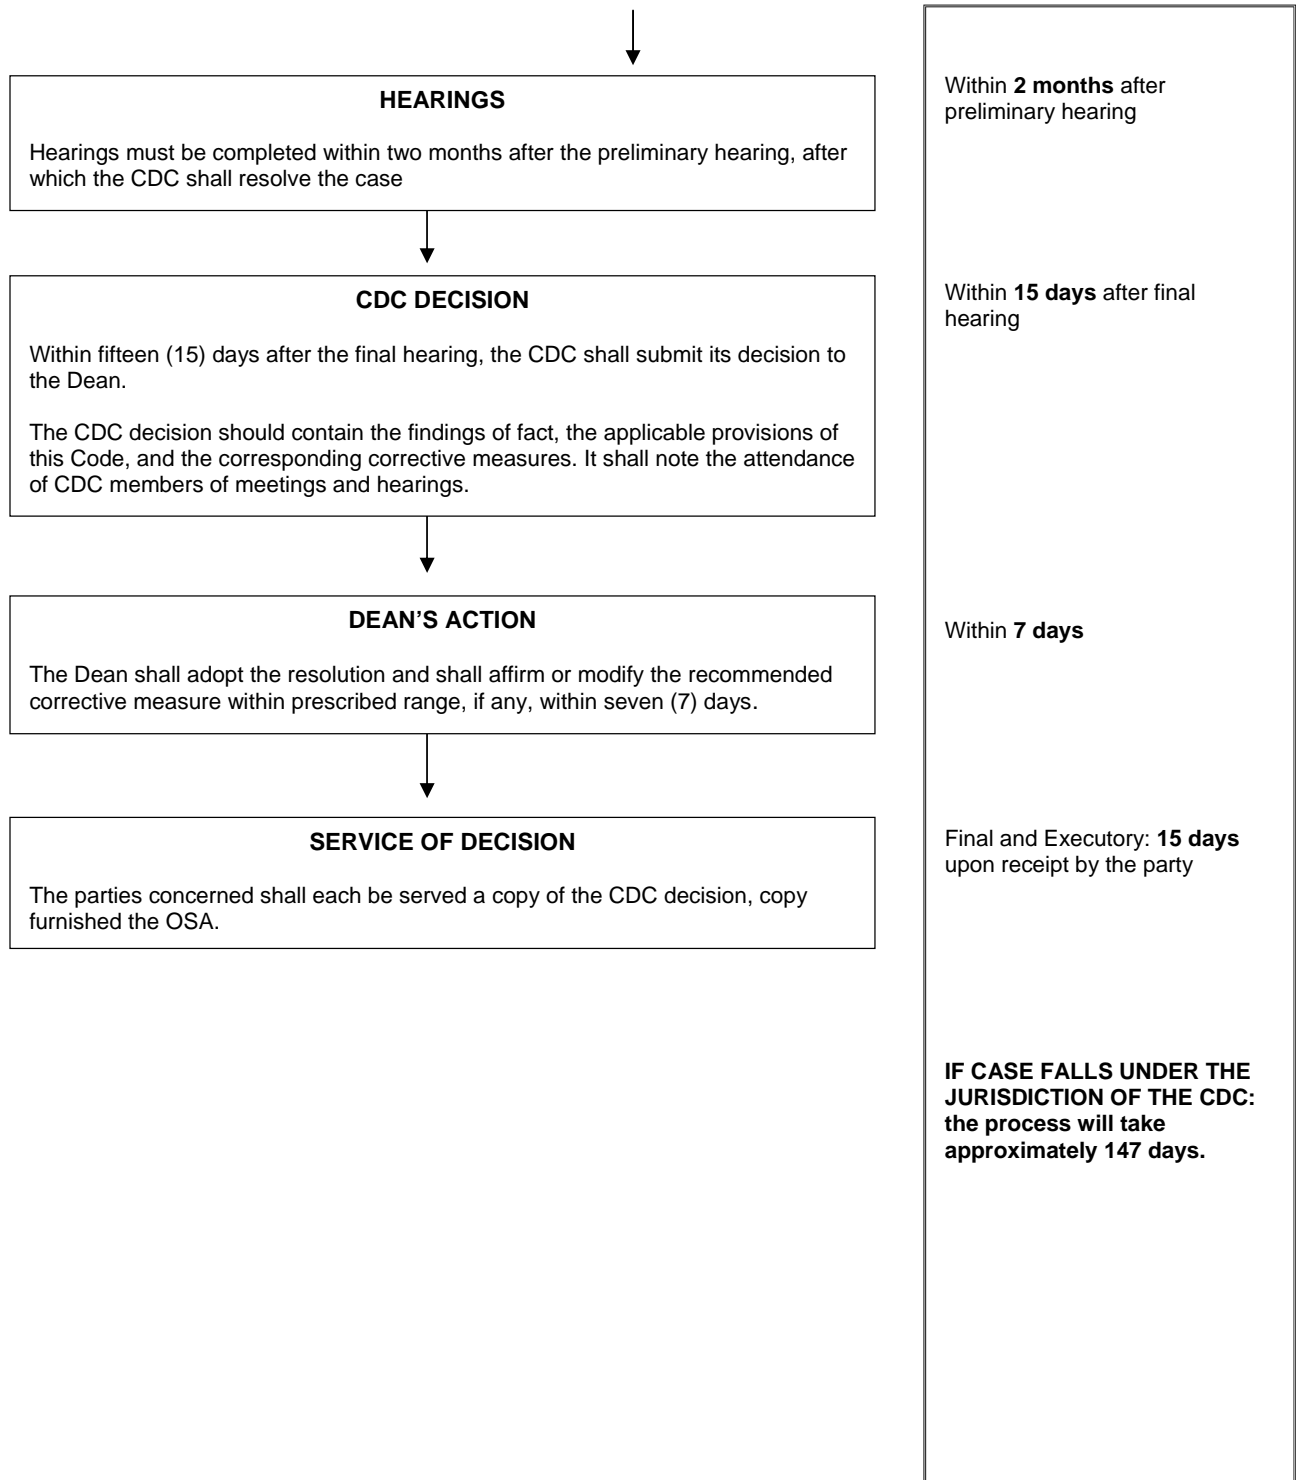 HEARINGS
Hearings must be completed within two months after the preliminary hearing, after
which the CDC shall resolve the case
Within 2 months after
preliminary hearing
CDC DECISION
Within fifteen (15) days after the final hearing, the CDC shall submit its decision to
the Dean.
The CDC decision should contain the findings of fact, the applicable provisions of
this Code, and the corresponding corrective measures. It shall note the attendance
of CDC members of meetings and hearings.
Within 15 days after final
hearing
DEAN’S ACTION
The Dean shall adopt the resolution and shall affirm or modify the recommended
corrective measure within prescribed range, if any, within seven (7) days.
Within 7 days
SERVICE OF DECISION
The parties concerned shall each be served a copy of the CDC decision, copy
furnished the OSA.
Final and Executory: 15 days
upon receipt by the party
IF CASE FALLS UNDER THE
JURISDICTION OF THE CDC:
the process will take
approximately 147 days.